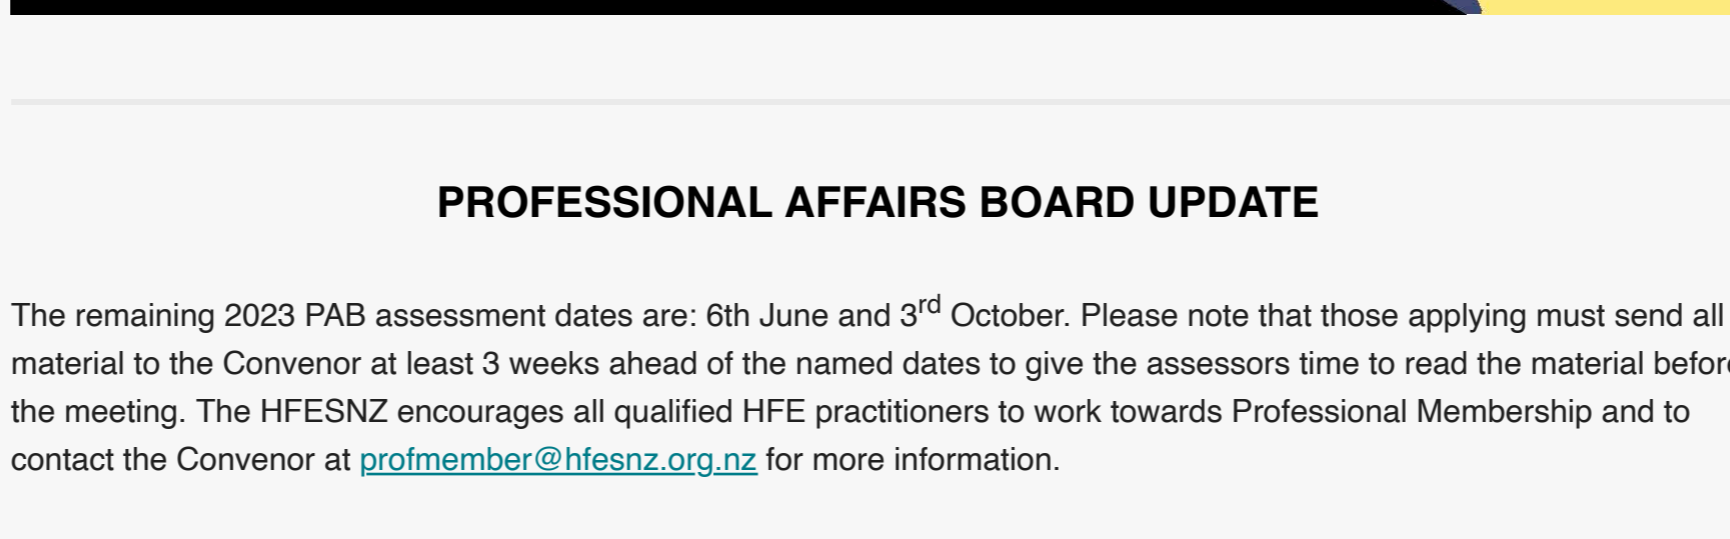 PROFESSIONAL AFFAIRS BOARD UPDATE
The remaining 2023 PAB assessment dates are: 6th June and 3rd October. Please note that those applying must send all
material to the Convenor at least 3 weeks ahead of the named dates to give the assessors time to read the material before
the meeting. The HFESNZ encourages all qualified HFE practitioners to work towards Professional Membership and to
contact the Convenor at profmember@hfesnz.org.nz for more information.